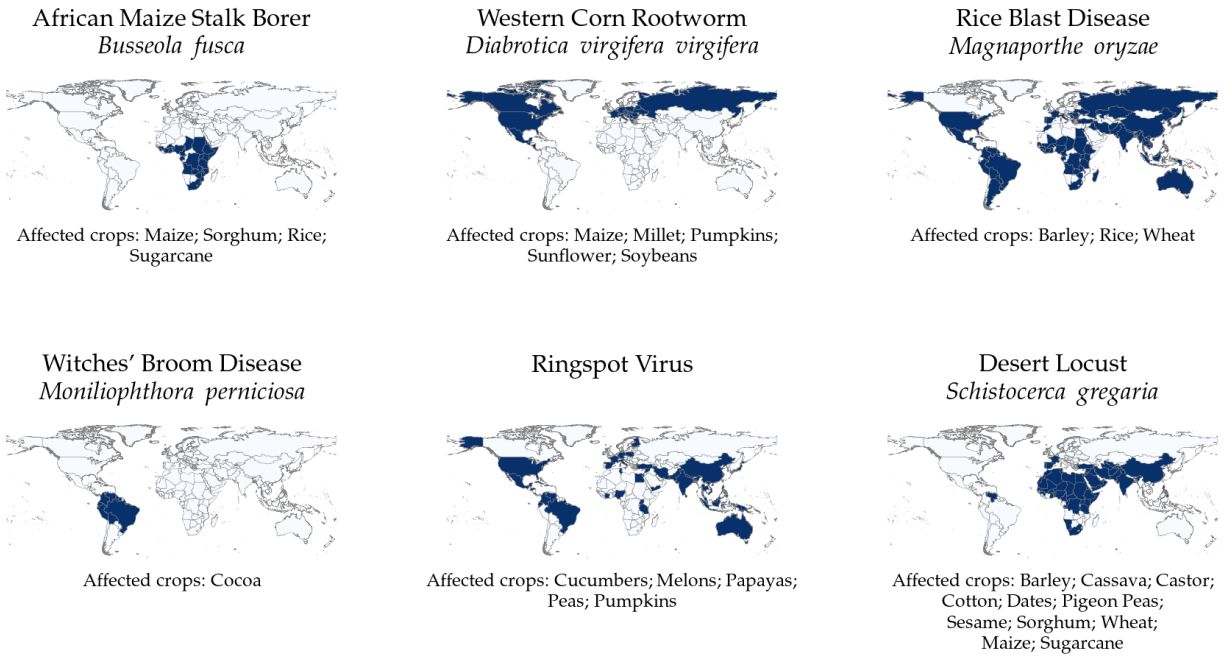 African Maize Stalk Borer
Busseola fusca
Affected crops: Maize; Sorghum; Rice;
Sugarcane
Western Corn Rootworm
Diabrotica virgifera virgifera
Affected crops: Maize; Millet; Pumpkins;
Sunflower; Soybeans
Rice Blast Disease
Magnaporthe oryzae
Affected crops: Barley; Rice; Wheat
Witches’ Broom Disease
Moniliophthora perniciosa
Affected crops: Cocoa
Ringspot Virus
Affected crops: Cucumbers; Melons; Papayas;
Peas; Pumpkins
Desert Locust
Schistocerca gregaria
Affected crops: Barley; Cassava; Castor;
Cotton; Dates; Pigeon Peas;
Sesame; Sorghum; Wheat;
Maize; Sugarcane